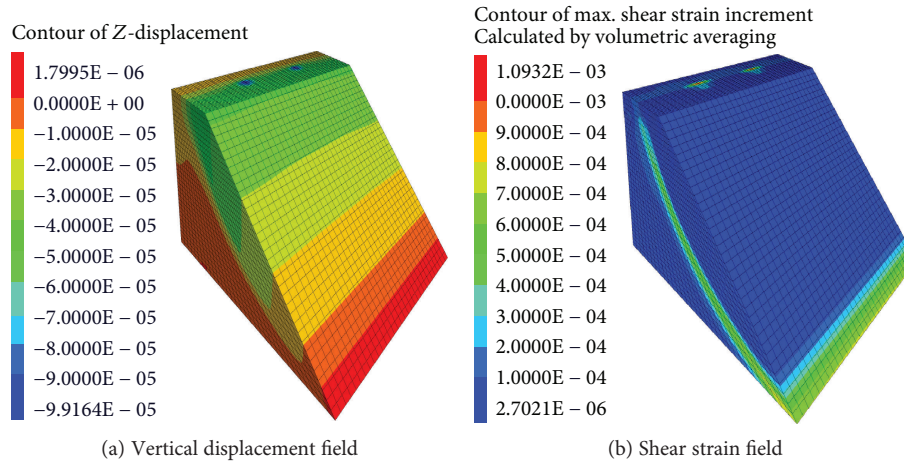 Contour of Z-displacement
1.7995E − 06
0.0000E + 00
−1.0000E − 05
−2.0000E − 05
−3.0000E − 05
−4.0000E − 05
−5.0000E − 05
−6.0000E − 05
−7.0000E − 05
−8.0000E − 05
−9.0000E − 05
−9.9164E − 05
(a) Vertical displacement field
Contour of max. shear strain increment
Calculated by volumetric averaging
1.0932E − 03
0.0000E − 03
9.0000E − 04
8.0000E − 04
7.0000E − 04
6.0000E − 04
5.0000E − 04
4.0000E − 04
3.0000E − 04
2.0000E − 04
1.0000E − 04
2.7021E − 06
(b) Shear strain field